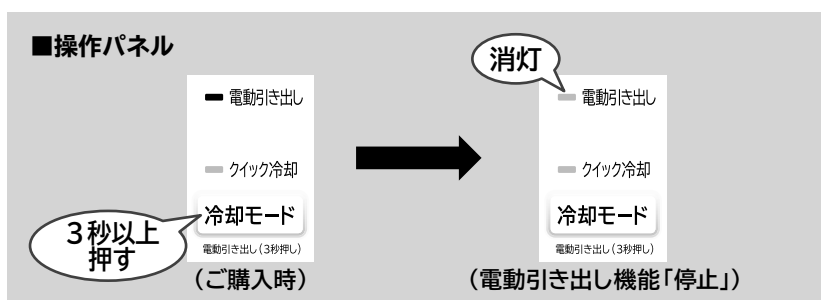 ■操作パネル
消灯
電動引き出し
電動引き出し
クイック冷却
クイック冷却
冷却モード
冷却モード
3秒以上
押す
電動引き出し(3秒押し)
電動引き出し(3秒押し)
(ご購入時)
(電動引き出し機能「停止」)